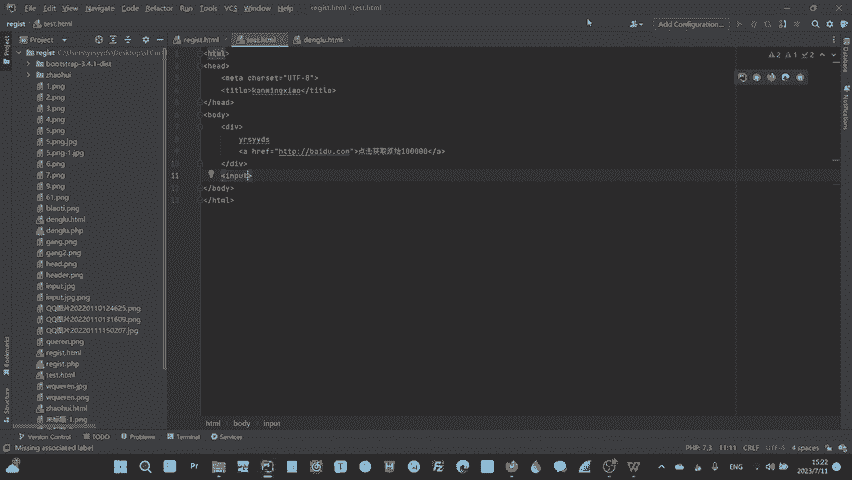 File Edit View Navigate Code Refactor Run Tools VCS Window Help regist.html - test.html
regist test.html Add Configuration...
Project
regist.html test.html denglu.html
regist
bootstrap-3.4.1-dist
zhaohui
1.png
2.png
3.png
4.png
5.png
5.png.jpg
5.png-1.jpg
6.png
7.png
9.png
61.png
biaoti.png
denglu.html
denglu.php
gang.png
gang2.png
head.png
header.png
input.jpg
input.jpg.png
QQ图片20220110124625.png
QQ图片20220110131609.png
QQ图片20220111150207.jpg
queren.png
regist.html
regist.php
test.html
wqueren.jpg
wqueren.png
zhaohui.html
<html>
<head>
<meta charset="UTF-8">
<title>kanmingxiao</title>
</head>
<body>
<div>
yrsyyds
<a href="http://baidu.com">点击获取源始100000</a>
</div>
11 <input>
</body>
</html>
Project
Bookmarks
Structure
Database
Notifications
html body input
Version Control TODO Problems Terminal Services
Missing associated label PHP: 7.3 11:11 CRLF UTF-8 4 spaces
ENG 15:22
2023/7/11